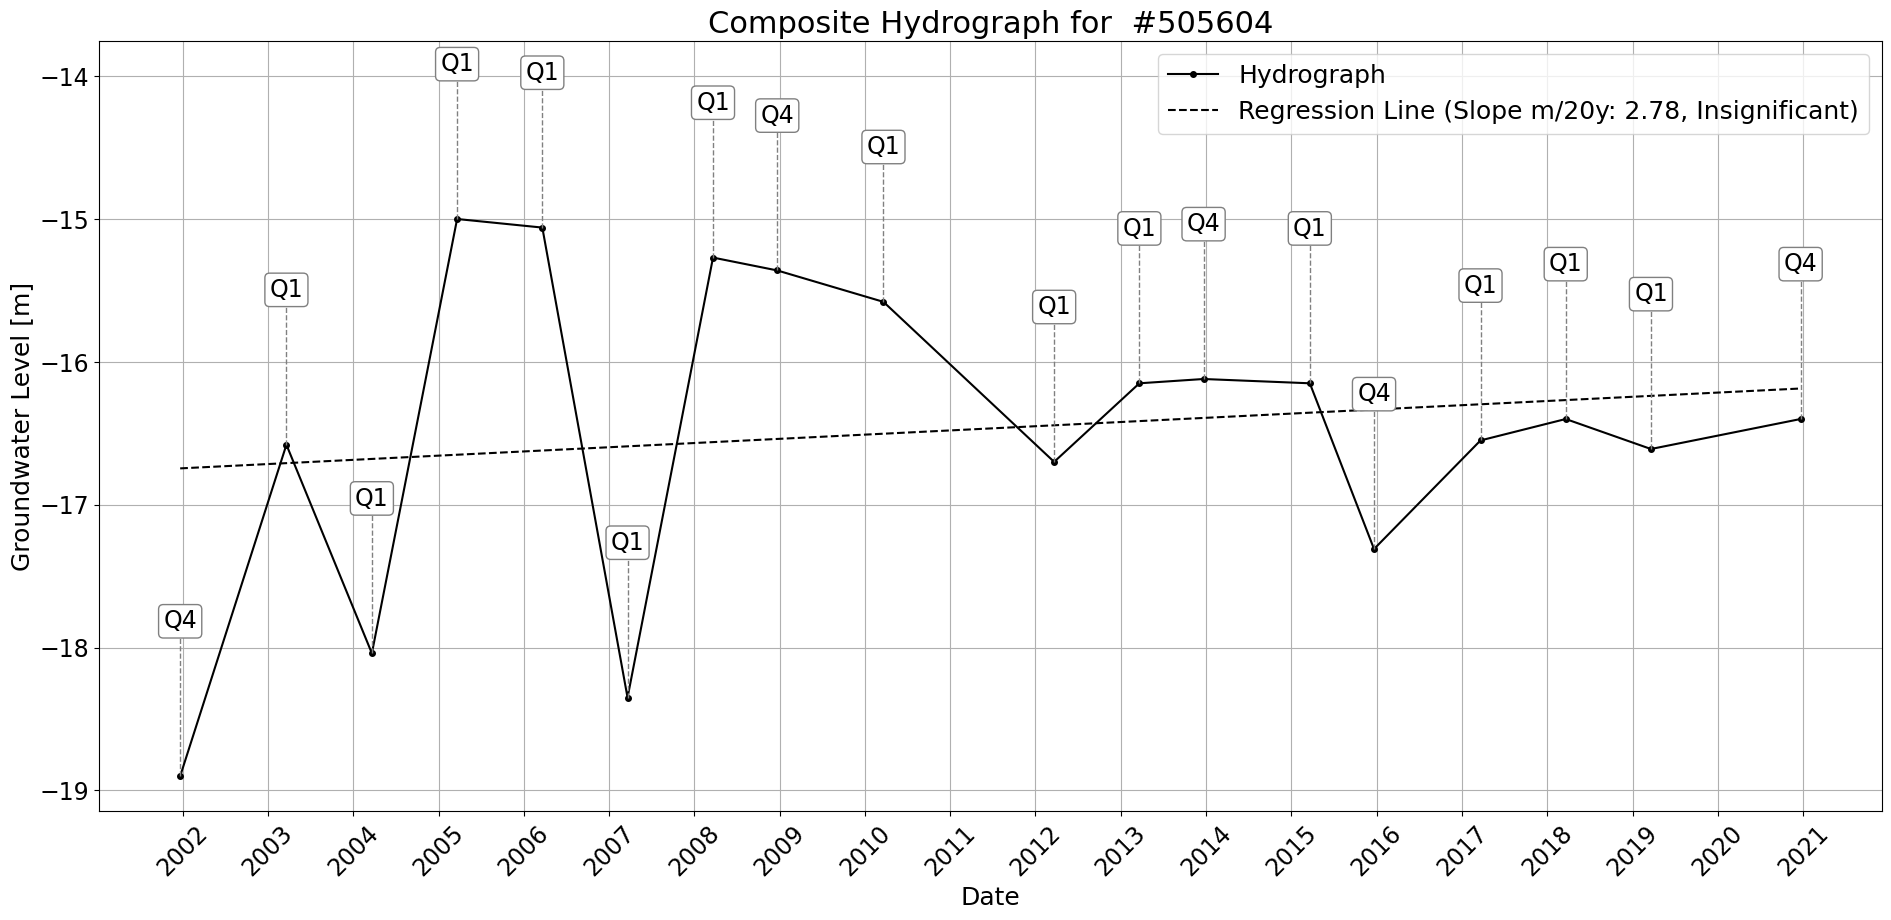 Composite Hydrograph for  #505604
Hydrograph
Regression Line (Slope m/20y: 2.78, Insignificant)
Groundwater Level [m]
−14
−15
−16
−17
−18
−19
Q4
Q1
Q1
Q1
Q1
Q1
Q1
Q4
Q1
Q1
Q1
Q4
Q1
Q4
Q1
Q1
Q1
Q4
2002
2003
2004
2005
2006
2007
2008
2009
2010
2011
2012
2013
2014
2015
2016
2017
2018
2019
2020
2021
Date